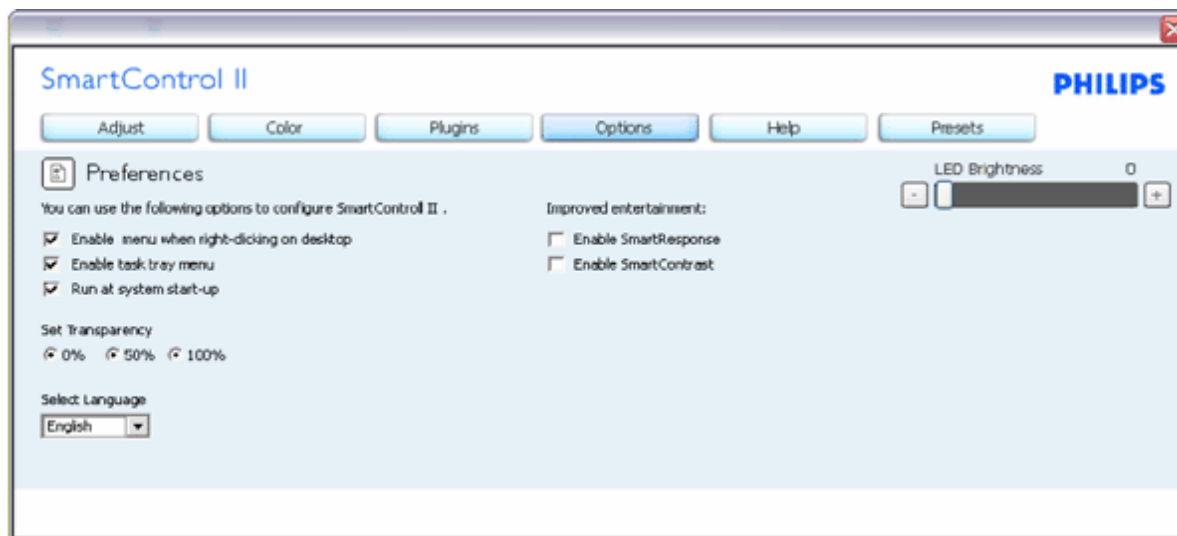 SmartControl II
PHILIPS
Adjust Color Plugins Options Help Presets
Preferences
LED Brightness 0
- +
You can use the following options to configure SmartControl II .
Enable menu when right-clicking on desktop
Enable task tray menu
Run at system start-up
Improved entertainment:
Enable SmartResponse
Enable SmartContrast
Set Transparency
0% 50% 100%
Select Language
English